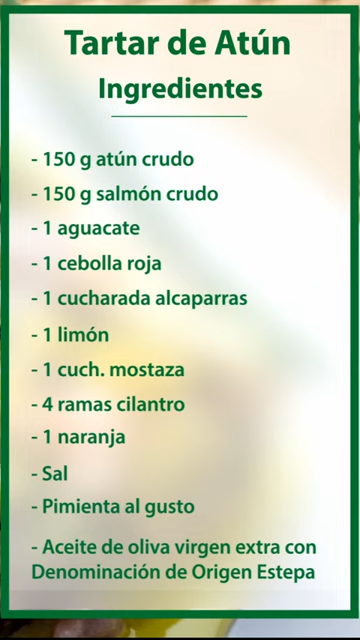 Tartar de Atún
Ingredientes
- 150 g atún crudo
- 150 g salmón crudo
- 1 aguacate
- 1 cebolla roja
- 1 cucharada alcaparras
- 1 limón
- 1 cuch. mostaza
- 4 ramas cilantro
- 1 naranja
- Sal
- Pimienta al gusto
- Aceite de oliva virgen extra con
Denominación de Origen Estepa